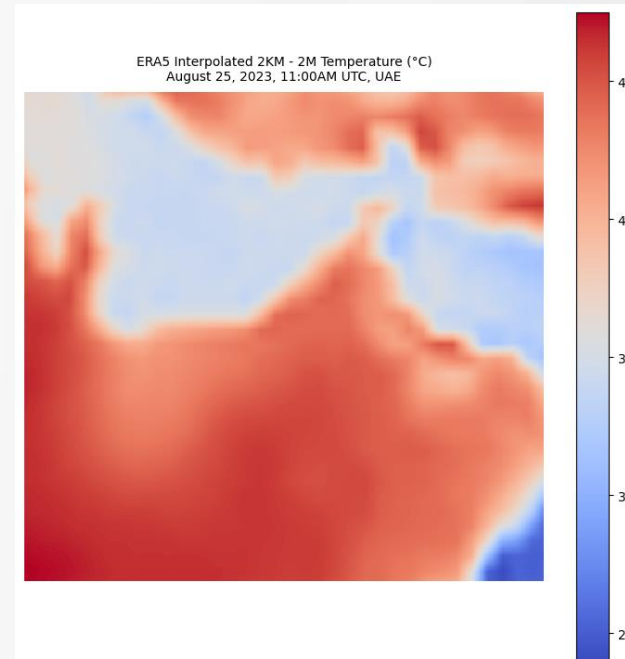 ERA5 Interpolated 2KM - 2M Temperature (°C)
August 25, 2023, 11:00AM UTC, UAE
4
4
3
3
2